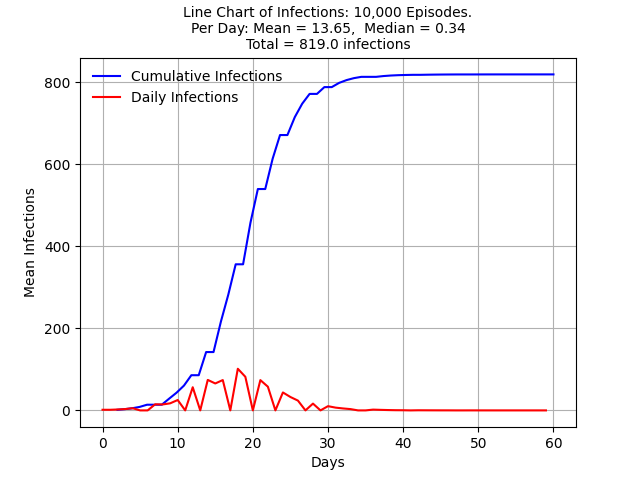 Line Chart of Infections: 10,000 Episodes.
Per Day: Mean = 13.65,  Median = 0.34
Total = 819.0 infections
Cumulative Infections
Daily Infections
Mean Infections
800
600
400
200
0
0 10 20 30 40 50 60
Days